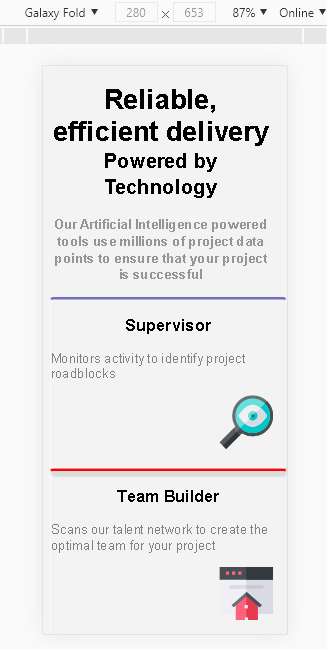 Galaxy Fold ▼ 280 × 653 87% ▼ Online ▼
Reliable,
efficient delivery
Powered by
Technology
Our Artificial Intelligence powered
tools use millions of project data
points to ensure that your project
is successful
Supervisor
Monitors activity to identify project
roadblocks
Team Builder
Scans our talent network to create the
optimal team for your project